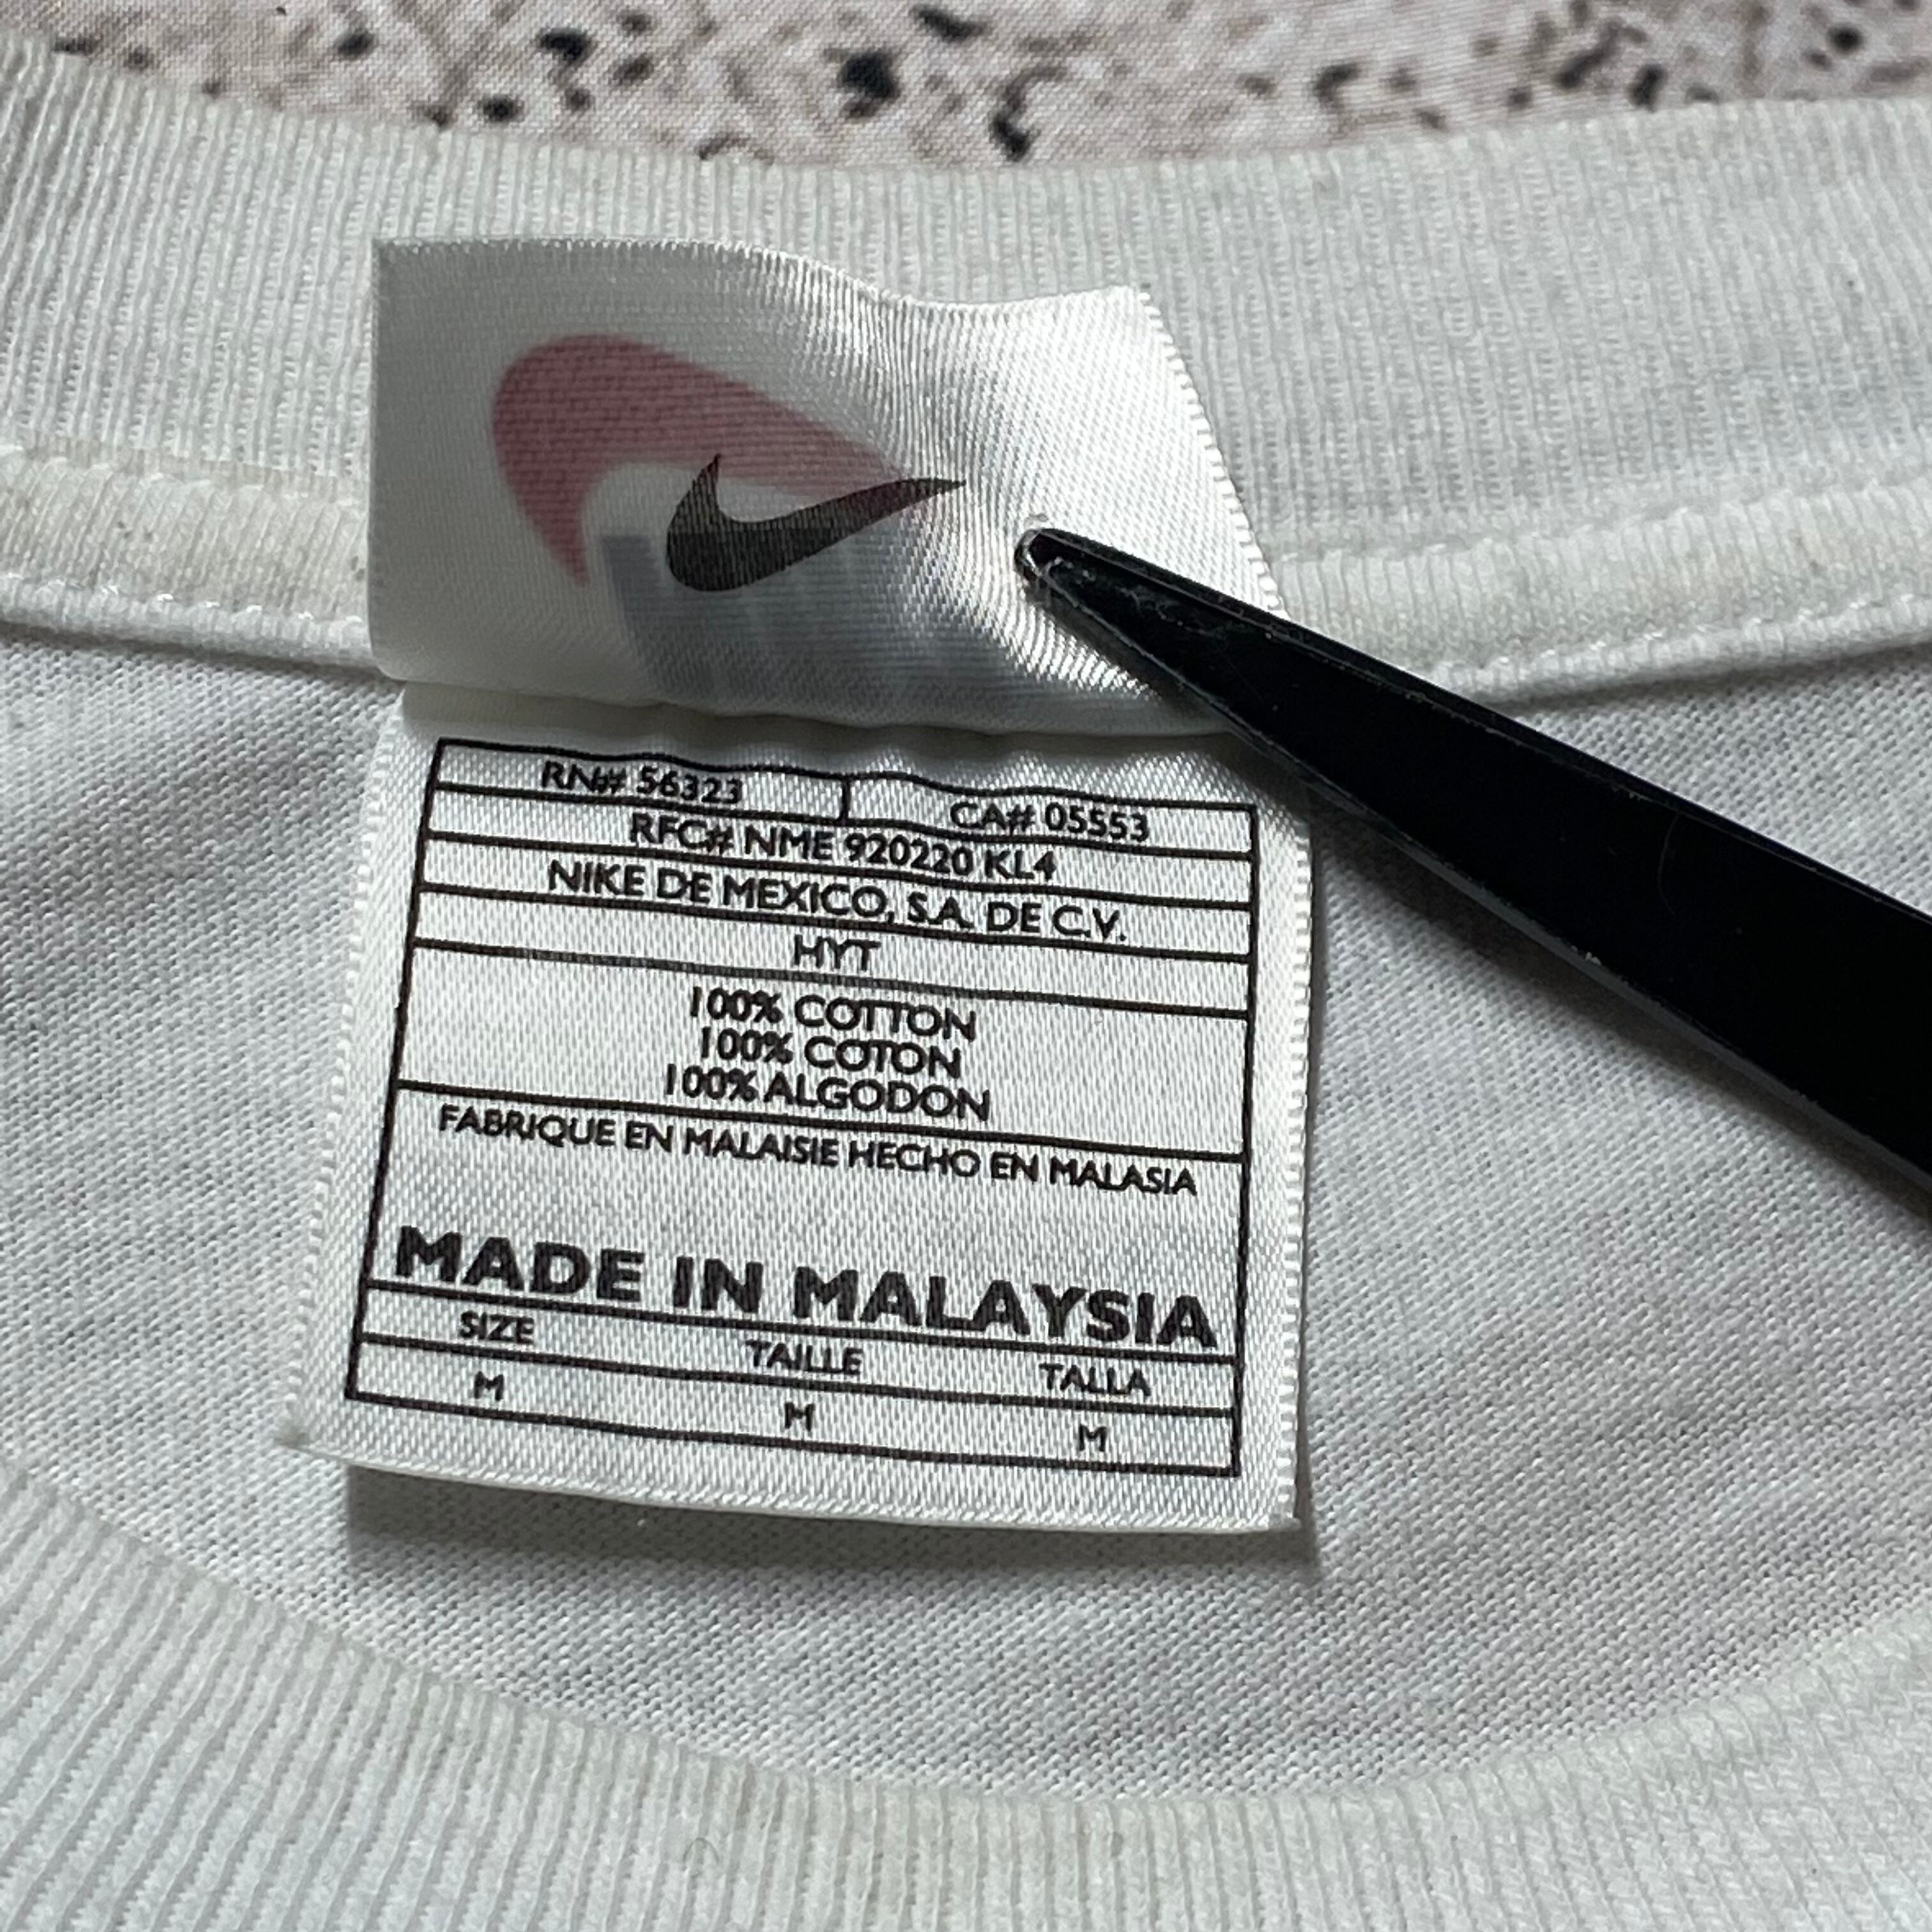 RN# 56323 CA# 05553
RFC# NME 920220 KL4
NIKE DE MEXICO, S.A. DE C.V.
HYT
100% COTTON
100% COTON
100% ALGODON
FABRIQUE EN MALAISIE HECHO EN MALASIA
MADE IN MALAYSIA
SIZE TAILLE TALLA
M M M